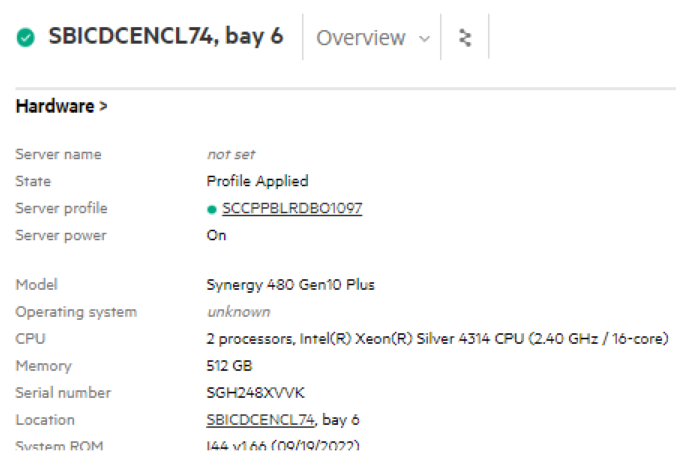 SBICDCENCL74, bay 6 Overview
Hardware >
Server name not set
State Profile Applied
Server profile SCCPPBLRDBO1097
Server power On
Model Synergy 480 Gen10 Plus
Operating system unknown
CPU 2 processors, Intel(R) Xeon(R) Silver 4314 CPU (2.40 GHz / 16-core)
Memory 512 GB
Serial number SGH248XVVK
Location SBICDCENCL74, bay 6
System ROM I44 v1.66 (09/19/2022)